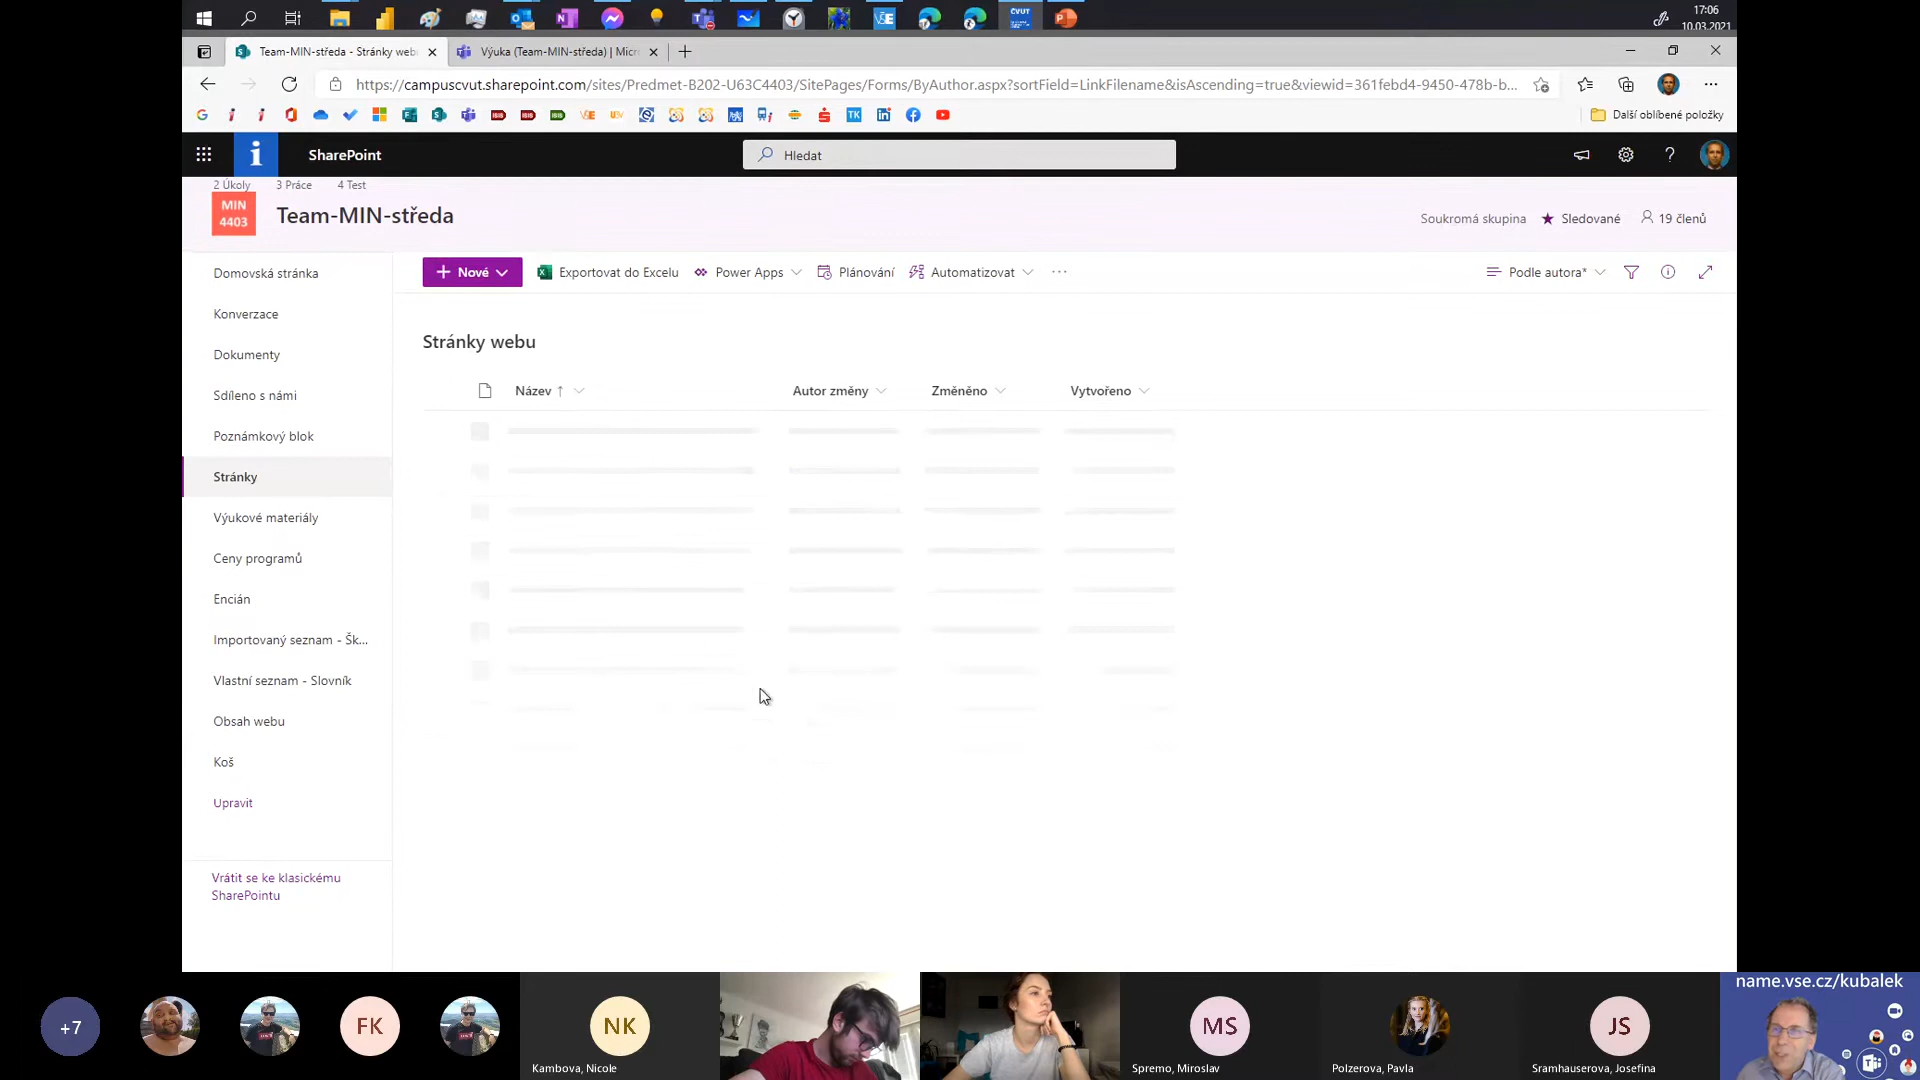 17:06
10.03.2021
Team-MIN-středa - Stránky web
Výuka (Team-MIN-středa) | Micr
https://campuscvut.sharepoint.com/sites/Predmet-B202-U63C4403/SitePages/Forms/ByAuthor.aspx?sortField=LinkFilename&isAscending=true&viewid=361febd4-9450-478b-b...
Další oblíbené položky
SharePoint
Hledat
2 Úkoly 3 Práce 4 Test
MIN
4403
Team-MIN-středa
Soukromá skupina Sledované 19 členů
Domovská stránka
Konverzace
Dokumenty
Sdíleno s námi
Poznámkový blok
Stránky
Výukové materiály
Ceny programů
Encián
Importovaný seznam - Šk...
Vlastní seznam - Slovník
Obsah webu
Koš
Upravit
Vrátit se ke klasickému
SharePointu
Nové Exportovat do Excelu Power Apps Plánování Automatizovat ··· Podle autora*
Stránky webu
Název Autor změny Změněno Vytvořeno
+7
FK
NK
Kambova, Nicole
MS
Spremo, Miroslav
Polzerova, Pavla
JS
Sramhauserova, Josefina
name.vse.cz/kubalek